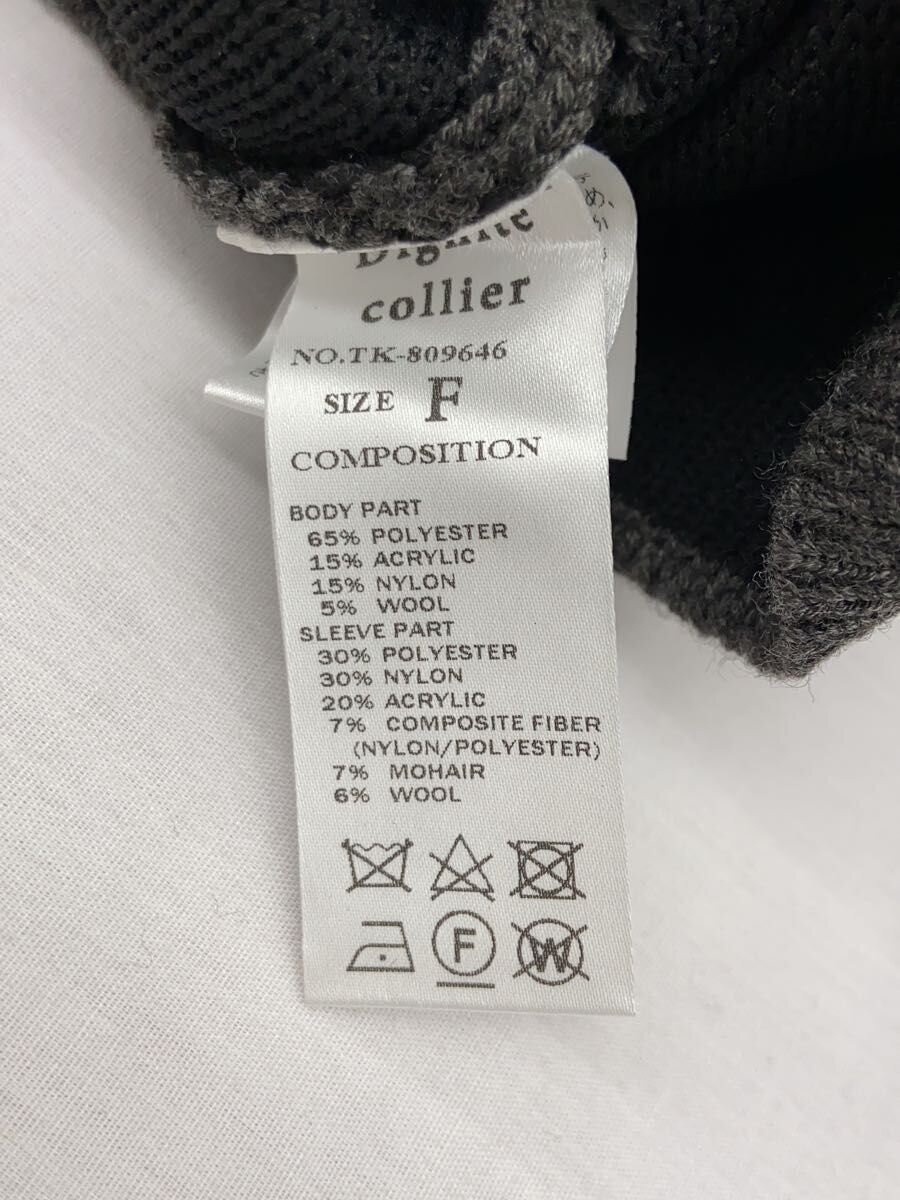 Dignite
collier
NO.TK-809646
SIZE F
COMPOSITION
BODY PART
65% POLYESTER
15% ACRYLIC
15% NYLON
5% WOOL
SLEEVE PART
30% POLYESTER
30% NYLON
20% ACRYLIC
7% COMPOSITE FIBER
(NYLON/POLYESTER)
7% MOHAIR
6% WOOL
F W